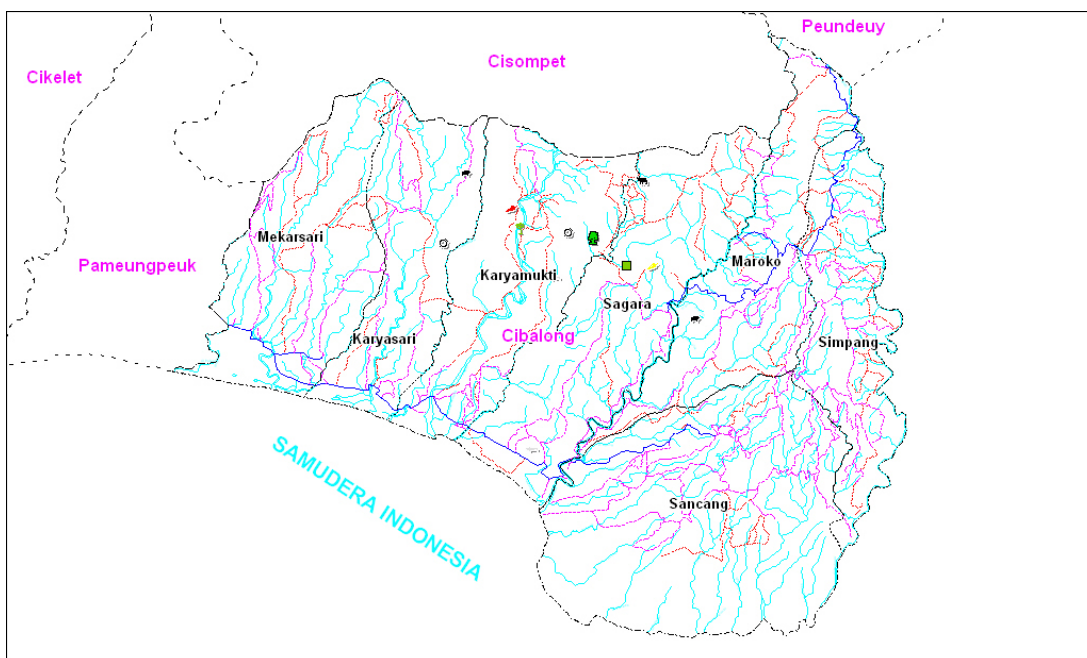 Peundeuy
Cisompet
Cikelet
Mekarsari
Pameungpeuk
Karyamukti
Maroko
Sagara
Cibalong
Karyasari
Simpang
SAMUDERA INDONESIA
Sancang